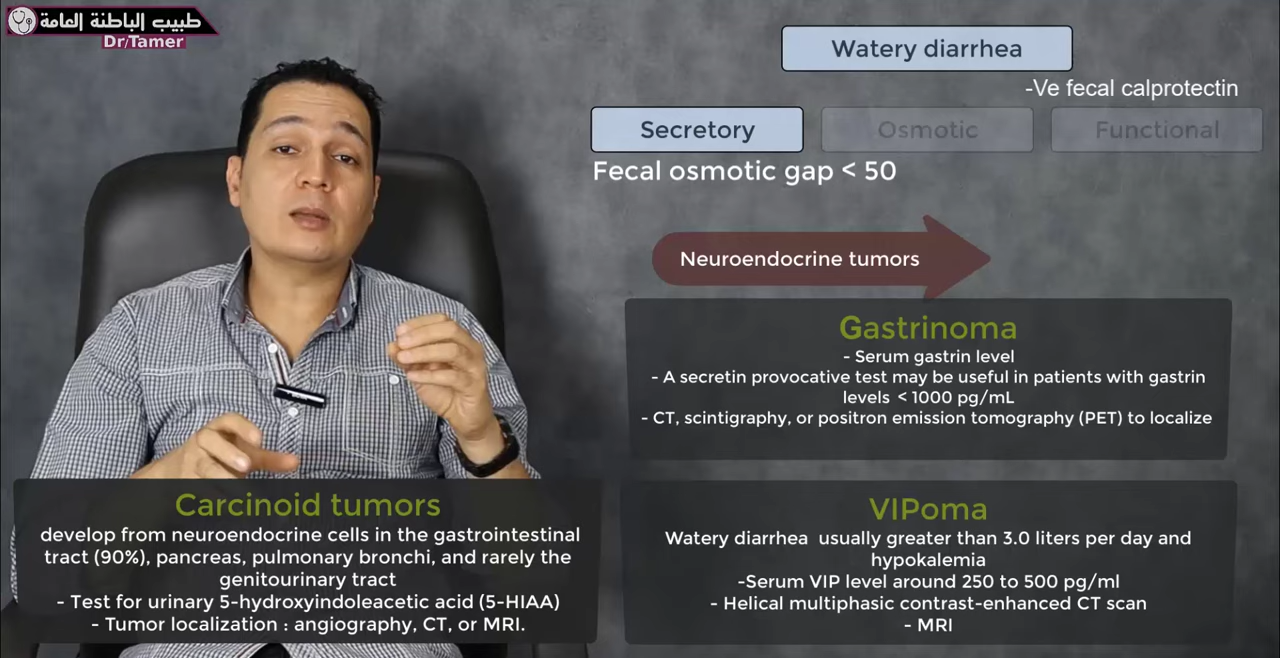 طبيب الباطنة العامة
Dr/Tamer
Watery diarrhea
-Ve fecal calprotectin
Secretory
Osmotic
Functional
Fecal osmotic gap < 50
Neuroendocrine tumors
Gastrinoma
- Serum gastrin level
- A secretin provocative test may be useful in patients with gastrin
levels < 1000 pg/mL
- CT, scintigraphy, or positron emission tomography (PET) to localize
Carcinoid tumors
develop from neuroendocrine cells in the gastrointestinal
tract (90%), pancreas, pulmonary bronchi, and rarely the
genitourinary tract
- Test for urinary 5-hydroxyindoleacetic acid (5-HIAA)
- Tumor localization : angiography, CT, or MRI.
VIPoma
Watery diarrhea usually greater than 3.0 liters per day and
hypokalemia
-Serum VIP level around 250 to 500 pg/ml
- Helical multiphasic contrast-enhanced CT scan
- MRI